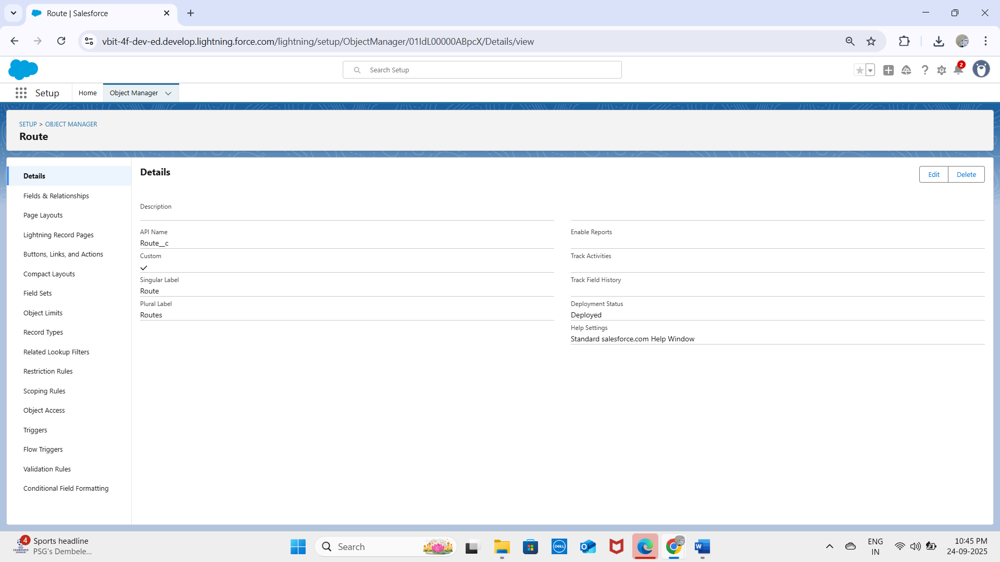 Route | Salesforce
vbit-4f-dev-ed.develop.lightning.force.com/lightning/setup/ObjectManager/01IdL00000ABpcX/Details/view
Search Setup
2
Setup
Home
Object Manager
SETUP > OBJECT MANAGER
Route
Details
Fields & Relationships
Page Layouts
Lightning Record Pages
Buttons, Links, and Actions
Compact Layouts
Field Sets
Object Limits
Record Types
Related Lookup Filters
Restriction Rules
Scoping Rules
Object Access
Triggers
Flow Triggers
Validation Rules
Conditional Field Formatting
Details
Edit
Delete
Description
API Name
Route__c
Custom
Singular Label
Route
Plural Label
Routes
Enable Reports
Track Activities
Track Field History
Deployment Status
Deployed
Help Settings
Standard salesforce.com Help Window
4
CHAMPIONS
LEAGUE
Sports headline
PSG's Dembele...
Search
DELL
ENG
IN
10:45 PM
24-09-2025